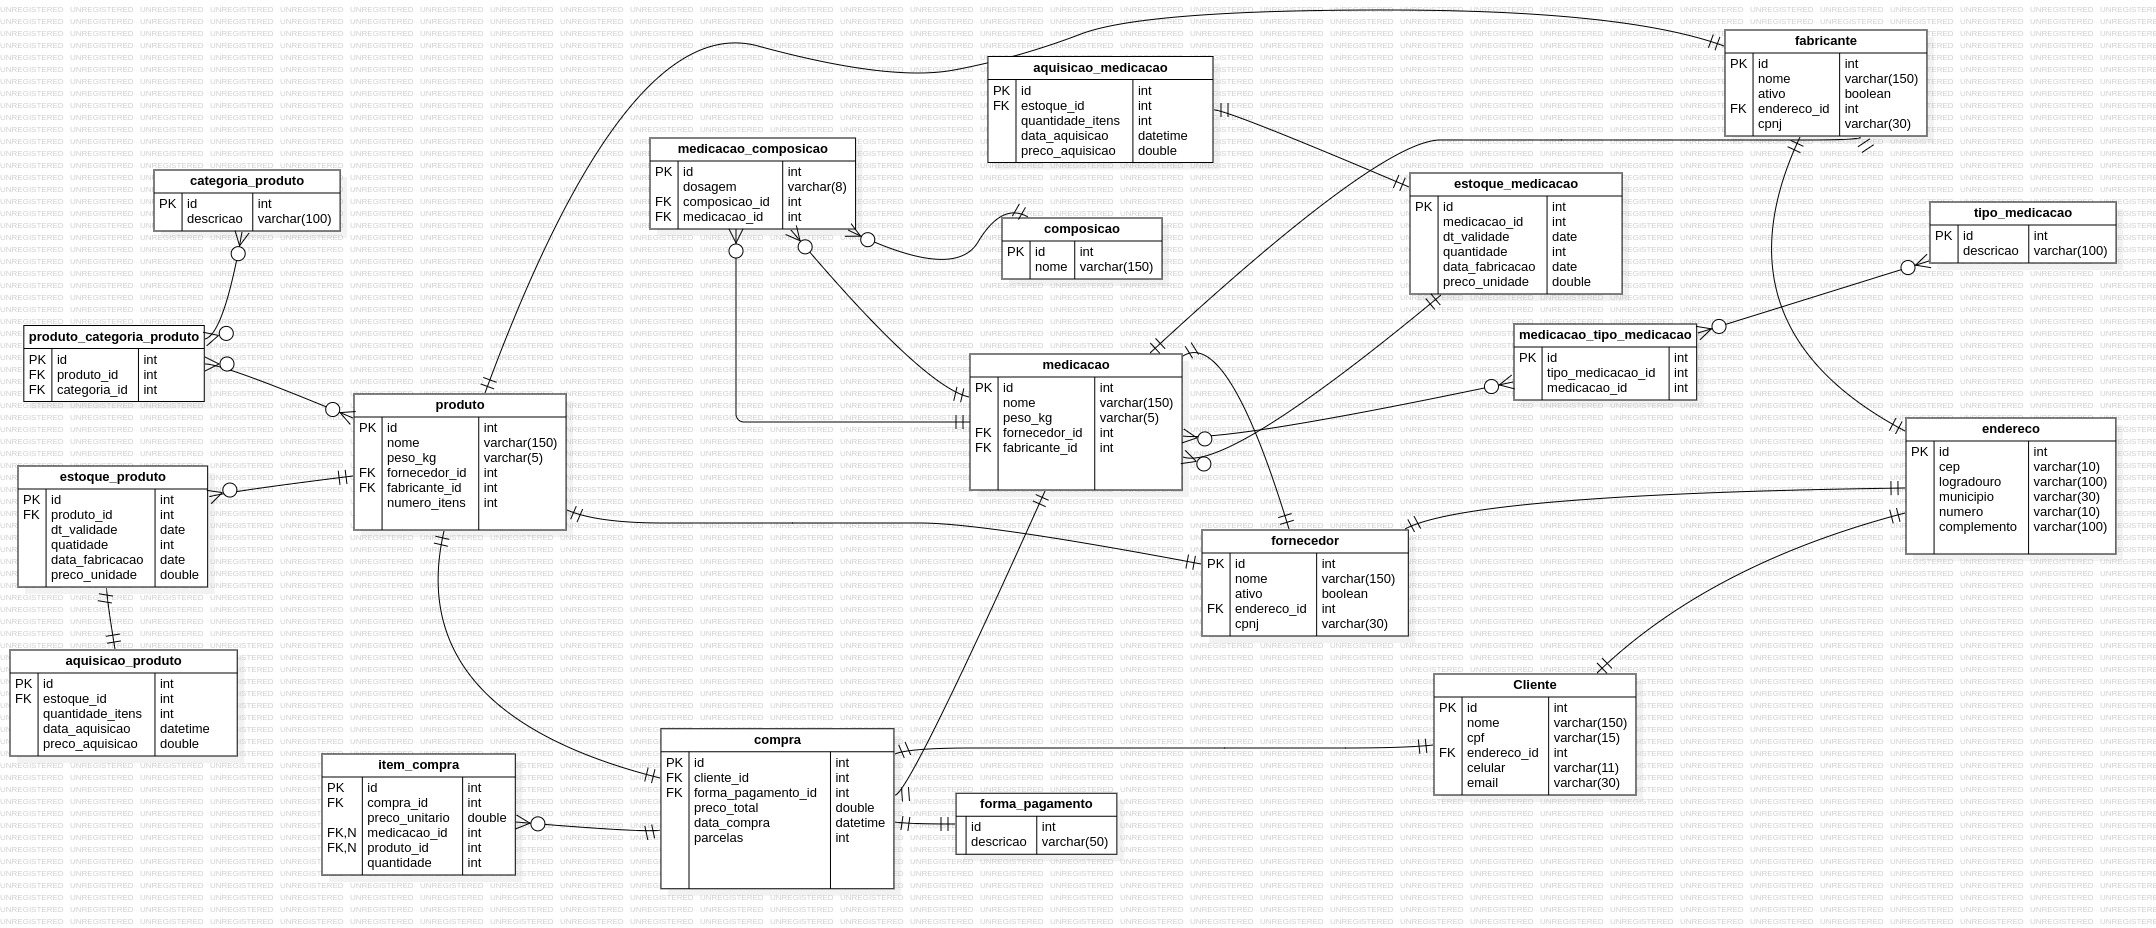 fabricante
PK id int
nome varchar(150)
ativo boolean
FK endereco_id int
cpnj varchar(30)
aquisicao_medicacao
PK id int
FK estoque_id int
quantidade_itens int
data_aquisicao datetime
preco_aquisicao double
medicacao_composicao
PK id int
dosagem varchar(8)
FK composicao_id int
FK medicacao_id int
categoria_produto
PK id int
descricao varchar(100)
estoque_medicacao
PK id int
medicacao_id int
dt_validade date
quantidade int
data_fabricacao date
preco_unidade double
tipo_medicacao
PK id int
descricao varchar(100)
composicao
PK id int
nome varchar(150)
produto_categoria_produto
PK id int
FK produto_id int
FK categoria_id int
medicacao_tipo_medicacao
PK id int
tipo_medicacao_id int
medicacao_id int
medicacao
PK id int
nome varchar(150)
peso_kg varchar(5)
FK fornecedor_id int
FK fabricante_id int
produto
PK id int
nome varchar(150)
peso_kg varchar(5)
FK fornecedor_id int
FK fabricante_id int
numero_itens int
endereco
PK id int
cep varchar(10)
logradouro varchar(100)
municipio varchar(30)
numero varchar(10)
complemento varchar(100)
estoque_produto
PK id int
FK produto_id int
dt_validade date
quatidade int
data_fabricacao date
preco_unidade double
fornecedor
PK id int
nome varchar(150)
ativo boolean
FK endereco_id int
cpnj varchar(30)
aquisicao_produto
PK id int
FK estoque_id int
quantidade_itens int
data_aquisicao datetime
preco_aquisicao double
Cliente
PK id int
nome varchar(150)
cpf varchar(15)
FK endereco_id int
celular varchar(11)
email varchar(30)
compra
PK id int
FK cliente_id int
FK forma_pagamento_id int
preco_total double
data_compra datetime
parcelas int
item_compra
PK id int
FK compra_id int
preco_unitario double
FK,N medicacao_id int
FK,N produto_id int
quantidade int
forma_pagamento
id int
descricao varchar(50)
UNREGISTERED